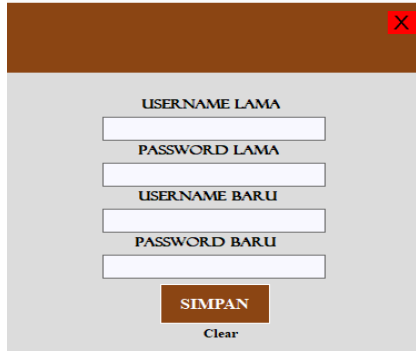 X
USERNAME LAMA
PASSWORD LAMA
USERNAME BARU
PASSWORD BARU
SIMPAN
Clear